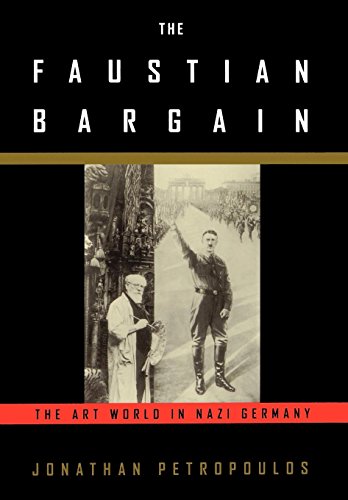 THE
FAUSTIAN
BARGAIN
THE ART WORLD IN NAZI GERMANY
JONATHAN PETROPOULOS